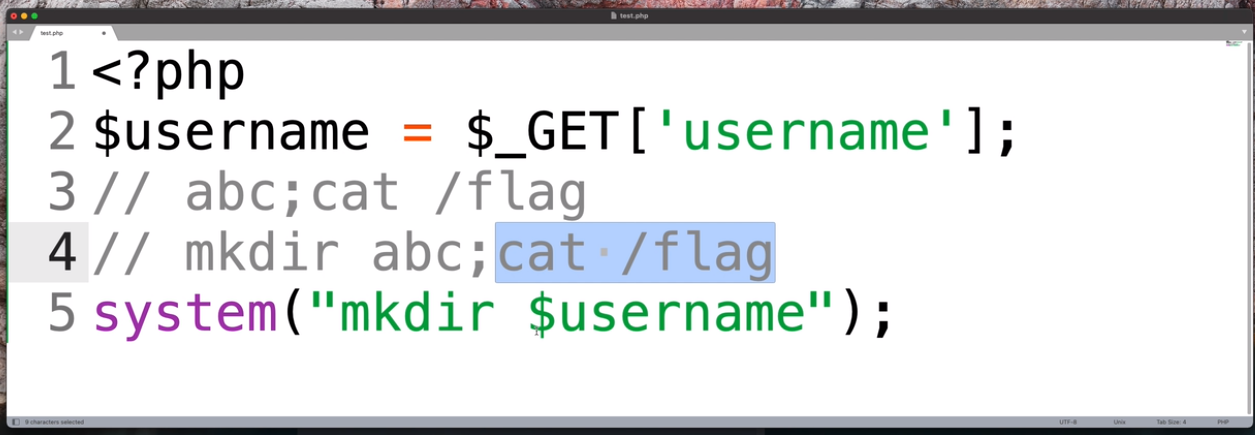 test.php
test.php
1 <?php
2 $username = $_GET['username'];
3 // abc;cat /flag
4 // mkdir abc;cat /flag
5 system("mkdir $username");
9 characters selected UTF-8 Unix Tab Size: 4 PHP